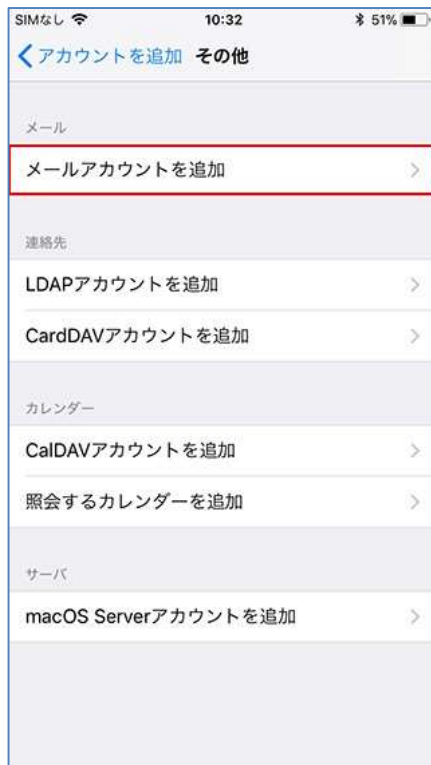 SIMなし 10:32 51%
アカウントを追加 その他
メール
メールアカウントを追加
連絡先
LDAPアカウントを追加
CardDAVアカウントを追加
カレンダー
CalDAVアカウントを追加
照会するカレンダーを追加
サーバ
macOS Serverアカウントを追加